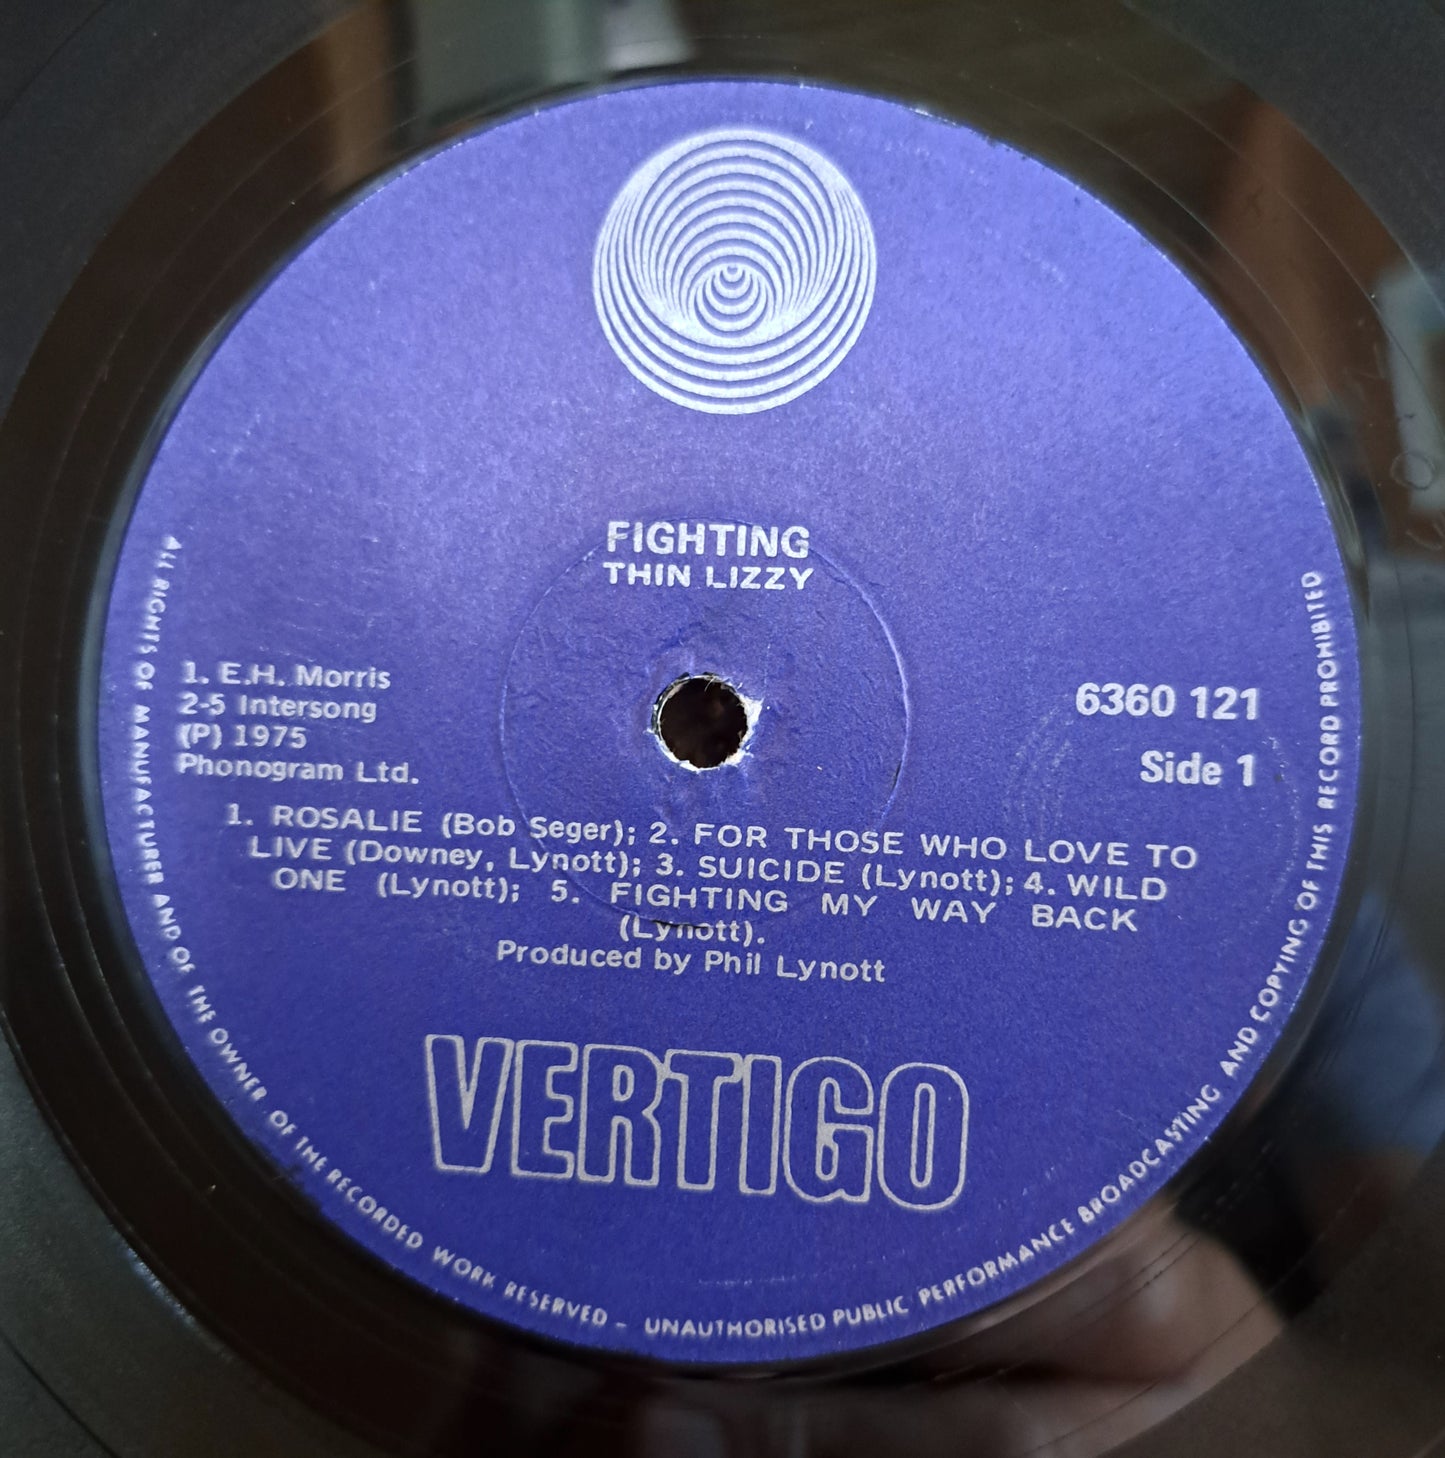 FIGHTING
THIN LIZZY
1. E.H. Morris
2-5 Intersong
(P) 1975
Phonogram Ltd.
6360 121
Side 1
1. ROSALIE (Bob Seger); 2. FOR THOSE WHO LOVE TO
LIVE (Downey, Lynott); 3. SUICIDE (Lynott); 4. WILD
ONE (Lynott); 5. FIGHTING MY WAY BACK
(Lynott).
Produced by Phil Lynott
VERTIGO
ALL RIGHTS OF MANUFACTURER AND OF THE OWNER OF THE RECORDED WORK RESERVED - UNAUTHORISED PUBLIC PERFORMANCE BROADCASTING AND COPYING OF THIS RECORD PROHIBITED